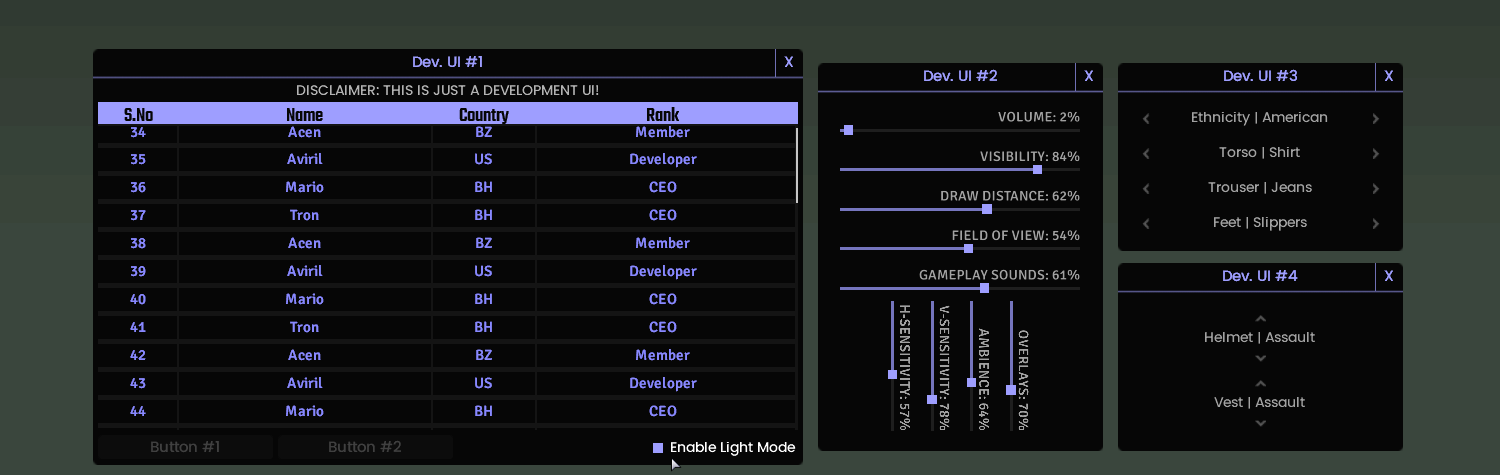 Dev. UI #1 X
DISCLAIMER: THIS IS JUST A DEVELOPMENT UI!
S.No Name Country Rank
34 Acen BZ Member
35 Aviril US Developer
36 Mario BH CEO
37 Tron BH CEO
38 Acen BZ Member
39 Aviril US Developer
40 Mario BH CEO
41 Tron BH CEO
42 Acen BZ Member
43 Aviril US Developer
44 Mario BH CEO
Button #1 Button #2 Enable Light Mode
Dev. UI #2 X
VOLUME: 2%
VISIBILITY: 84%
DRAW DISTANCE: 62%
FIELD OF VIEW: 54%
GAMEPLAY SOUNDS: 61%
H-SENSITIVITY: 57%
V-SENSITIVITY: 78%
AMBIENCE: 64%
OVERLAYS: 70%
Dev. UI #3 X
Ethnicity | American
Torso | Shirt
Trouser | Jeans
Feet | Slippers
Dev. UI #4 X
Helmet | Assault
Vest | Assault